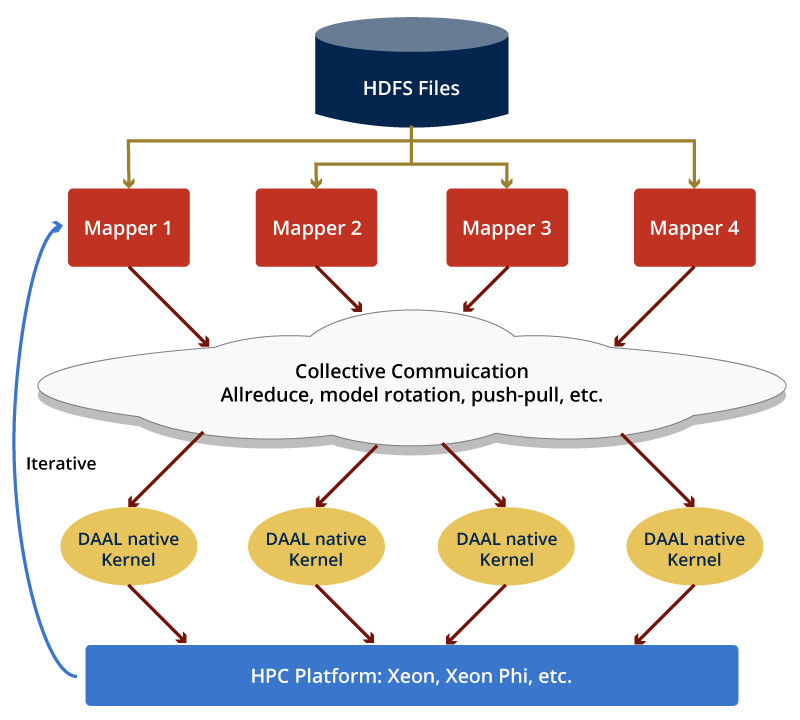 HDFS Files
Mapper 1
Mapper 2
Mapper 3
Mapper 4
Collective Commuication
Allreduce, model rotation, push-pull, etc.
Iterative
DAAL native
Kernel
DAAL native
Kernel
DAAL native
Kernel
DAAL native
Kernel
HPC Platform: Xeon, Xeon Phi, etc.